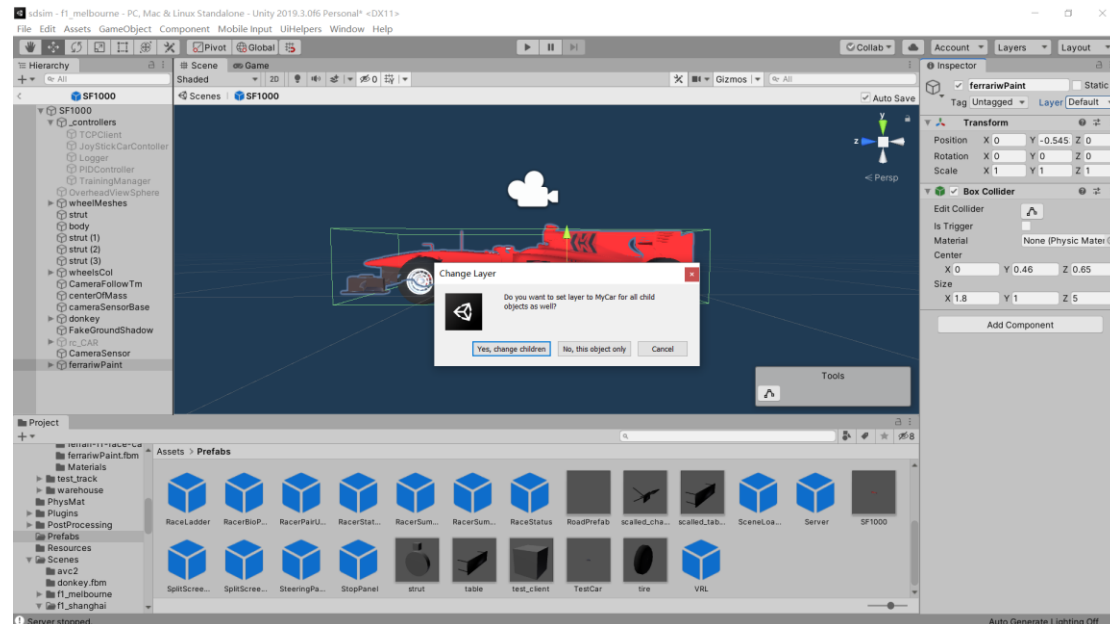 sdsim - f1_melbourne - PC, Mac & Linux Standalone - Unity 2019.3.0f6 Personal* <DX11>
File Edit Assets GameObject Component Mobile Input UiHelpers Window Help
Pivot Global Collab Account Layers Layout
Hierarchy Scene Game Inspector
All Shaded 2D 0 Gizmos All
SF1000 Scenes SF1000 Auto Save
ferrariwPaint Static
Tag Untagged Layer Default
SF1000
_controllers
TCPClient
JoyStickCarContoller
Logger
PIDController
TrainingManager
OverheadViewSphere
wheelMeshes
strut
body
strut (1)
strut (2)
strut (3)
wheelsCol
CameraFollowTm
centerOfMass
cameraSensorBase
donkey
FakeGroundShadow
rc_CAR
CameraSensor
ferrariwPaint
y
z
< Persp
Change Layer
Do you want to set layer to MyCar for all child
objects as well?
Yes, change children No, this object only Cancel
Tools
Transform
Position X 0 Y -0.545 Z 0
Rotation X 0 Y 0 Z 0
Scale X 1 Y 1 Z 1
Box Collider
Edit Collider
Is Trigger
Material None (Physic Mater
Center
X 0 Y 0.46 Z 0.65
Size
X 1.8 Y 1 Z 5
Add Component
Project
8
ferrariwPaint.fbm
Materials
test_track
warehouse
PhysMat
Plugins
PostProcessing
Prefabs
Resources
Scenes
avc2
donkey.fbm
f1_melbourne
f1_shanghai
Assets > Prefabs
RaceLadder RacerBioP... RacerPairU... RacerStat... RacerSum... RacerSum... RaceStatus RoadPrefab scalled_cha... scalled_tab... SceneLoa... Server SF1000
SplitScree... SplitScree... SteeringPa... StopPanel strut table test_client TestCar tire VRL
Server stopped. Auto Generate Lighting Off